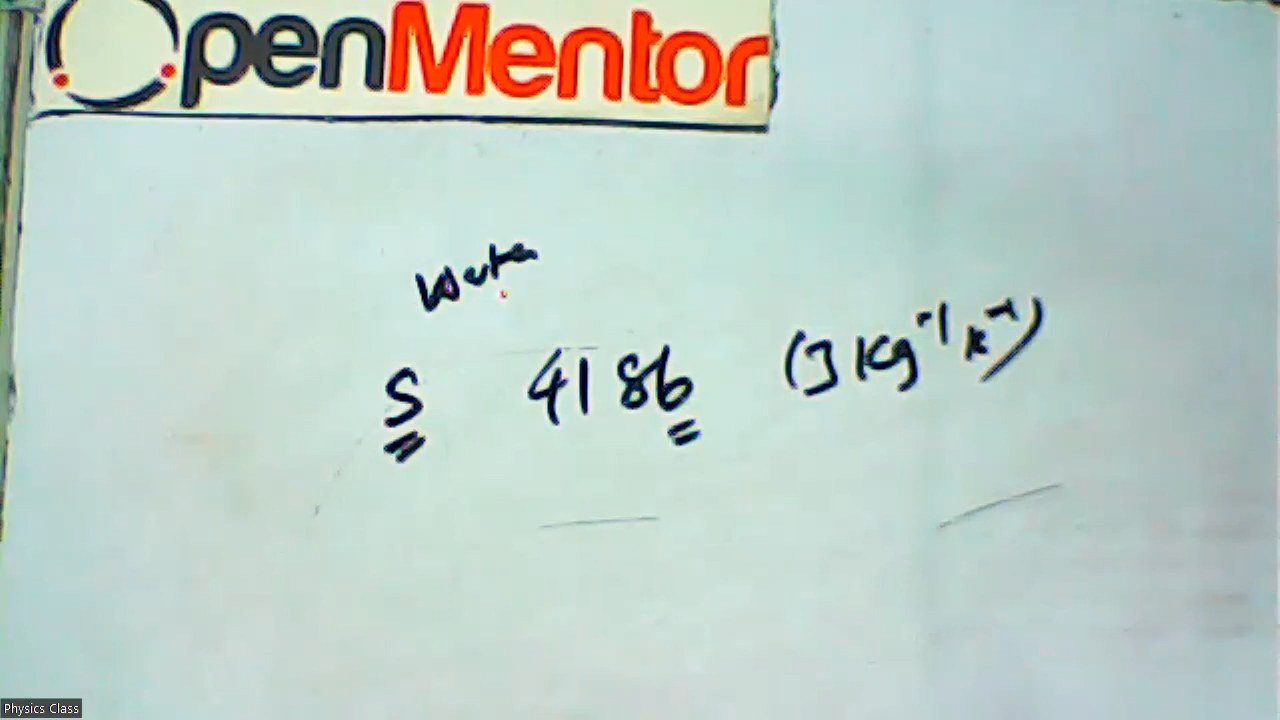 OpenMentor
Water
S 4186 (J Kg⁻¹ K⁻¹)
Physics Class